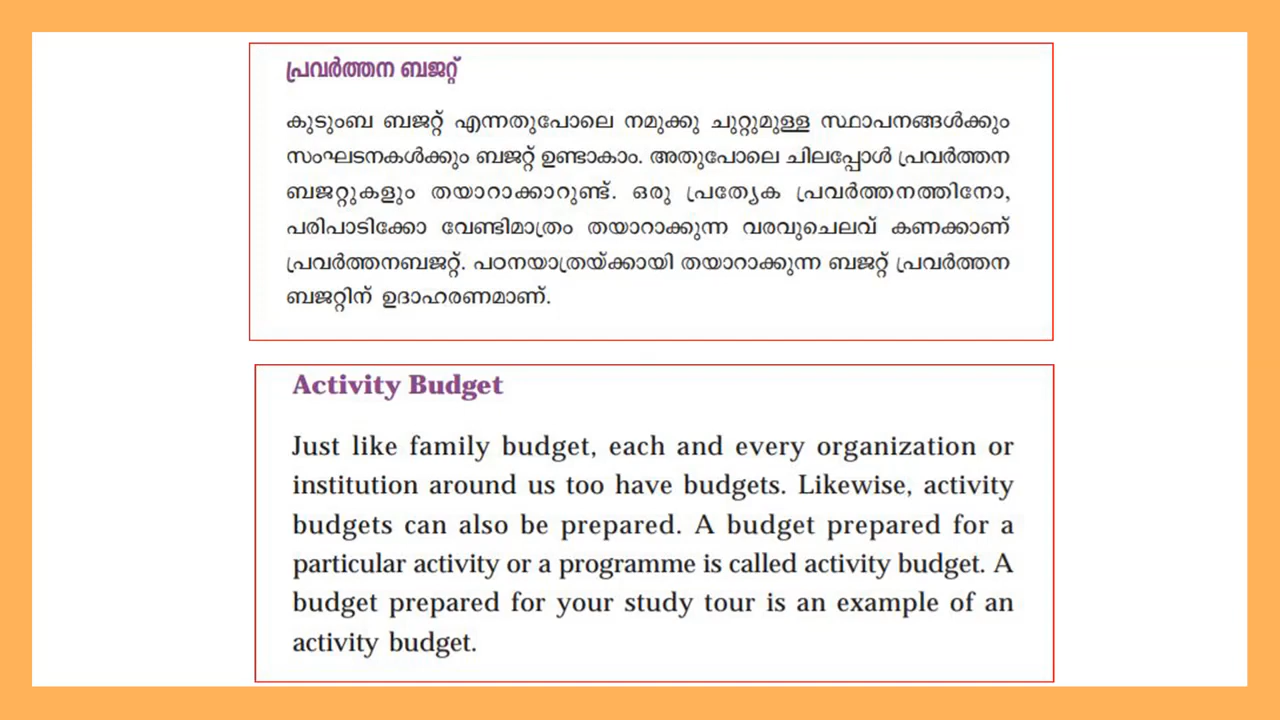 പ്രവർത്തന ബജറ്റ്
കുടുംബ ബജറ്റ് എന്നതുപോലെ നമുക്കു ചുറ്റുമുള്ള സ്ഥാപനങ്ങൾക്കും
സംഘടനകൾക്കും ബജറ്റ് ഉണ്ടാകാം. അതുപോലെ ചിലപ്പോൾ പ്രവർത്തന
ബജറ്റുകളും തയാറാക്കാറുണ്ട്. ഒരു പ്രത്യേക പ്രവർത്തനത്തിനോ,
പരിപാടിക്കോ വേണ്ടിമാത്രം തയാറാക്കുന്ന വരവുചെലവ് കണക്കാണ്
പ്രവർത്തനബജറ്റ്. പഠനയാത്രയ്ക്കായി തയാറാക്കുന്ന ബജറ്റ് പ്രവർത്തന
ബജറ്റിന് ഉദാഹരണമാണ്.
Activity Budget
Just like family budget, each and every organization or
institution around us too have budgets. Likewise, activity
budgets can also be prepared. A budget prepared for a
particular activity or a programme is called activity budget. A
budget prepared for your study tour is an example of an
activity budget.